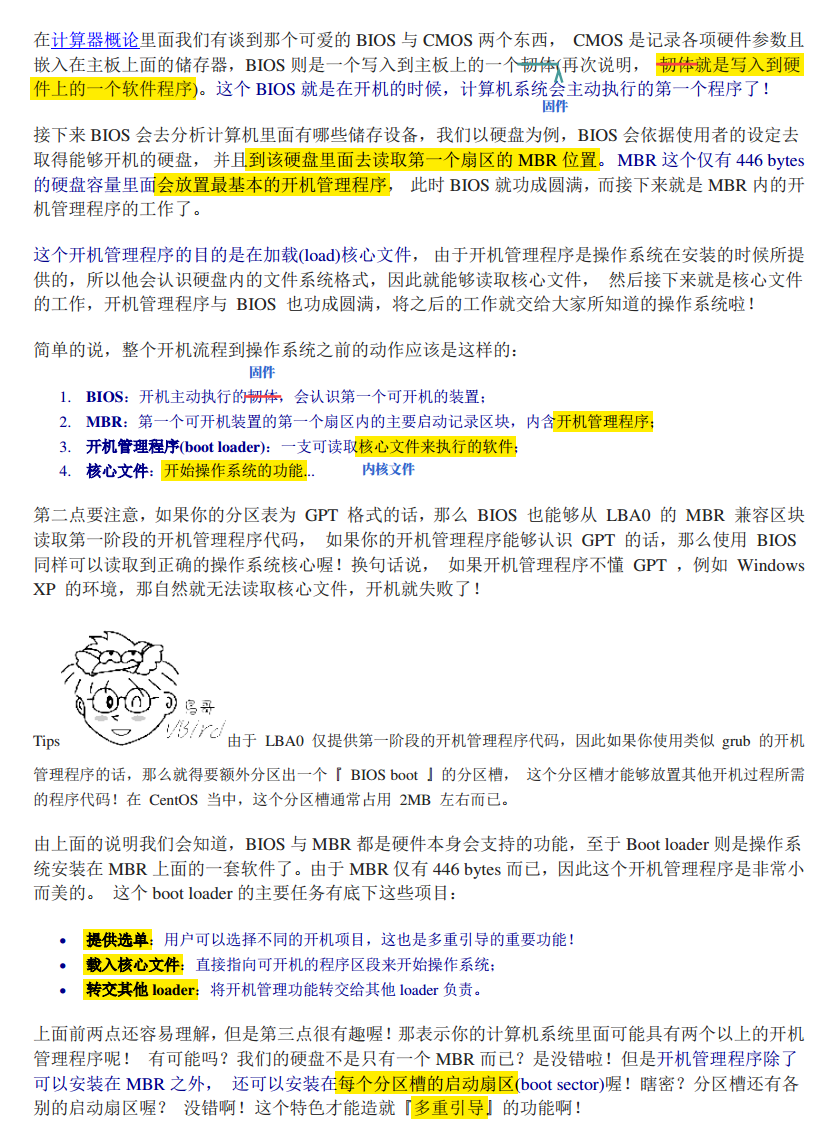 在计算器概论里面我们有谈到那个可爱的 BIOS 与 CMOS 两个东西， CMOS 是记录各项硬件参数且
嵌入在主板上面的储存器，BIOS 则是一个写入到主板上的一个韧体(再次说明， 韧体就是写入到硬
件上的一个软件程序)。这个 BIOS 就是在开机的时候，计算机系统会主动执行的第一个程序了！
固件
接下来 BIOS 会去分析计算机里面有哪些储存设备，我们以硬盘为例，BIOS 会依据使用者的设定去
取得能够开机的硬盘， 并且到该硬盘里面去读取第一个扇区的 MBR 位置。 MBR 这个仅有 446 bytes
的硬盘容量里面会放置最基本的开机管理程序， 此时 BIOS 就功成圆满，而接下来就是 MBR 内的开
机管理程序的工作了。
这个开机管理程序的目的是在加载(load)核心文件， 由于开机管理程序是操作系统在安装的时候所提
供的，所以他会认识硬盘内的文件系统格式，因此就能够读取核心文件， 然后接下来就是核心文件
的工作，开机管理程序与 BIOS 也功成圆满，将之后的工作就交给大家所知道的操作系统啦！
简单的说，整个开机流程到操作系统之前的动作应该是这样的：
固件
1. BIOS：开机主动执行的韧体，会认识第一个可开机的装置；
2. MBR：第一个可开机装置的第一个扇区内的主要启动记录区块，内含开机管理程序；
3. 开机管理程序(boot loader)：一支可读取核心文件来执行的软件；
4. 核心文件：开始操作系统的功能...
内核文件
第二点要注意，如果你的分区表为 GPT 格式的话，那么 BIOS 也能够从 LBA0 的 MBR 兼容区块
读取第一阶段的开机管理程序代码， 如果你的开机管理程序能够认识 GPT 的话，那么使用 BIOS
同样可以读取到正确的操作系统核心喔！换句话说， 如果开机管理程序不懂 GPT ，例如 Windows
XP 的环境，那自然就无法读取核心文件，开机就失败了！
鸟哥
VBird
Tips 由于 LBA0 仅提供第一阶段的开机管理程序代码，因此如果你使用类似 grub 的开机
管理程序的话，那么就得要额外分区出一个『 BIOS boot 』的分区槽， 这个分区槽才能够放置其他开机过程所需
的程序代码！在 CentOS 当中，这个分区槽通常占用 2MB 左右而已。
由上面的说明我们会知道，BIOS 与 MBR 都是硬件本身会支持的功能，至于 Boot loader 则是操作系
统安装在 MBR 上面的一套软件了。由于 MBR 仅有 446 bytes 而已，因此这个开机管理程序是非常小
而美的。 这个 boot loader 的主要任务有底下这些项目：
• 提供选单：用户可以选择不同的开机项目，这也是多重引导的重要功能！
• 载入核心文件：直接指向可开机的程序区段来开始操作系统；
• 转交其他 loader：将开机管理功能转交给其他 loader 负责。
上面前两点还容易理解，但是第三点很有趣喔！那表示你的计算机系统里面可能具有两个以上的开机
管理程序呢！ 有可能吗？我们的硬盘不是只有一个 MBR 而已？是没错啦！但是开机管理程序除了
可以安装在 MBR 之外， 还可以安装在每个分区槽的启动扇区(boot sector)喔！瞎密？分区槽还有各
别的启动扇区喔？ 没错啊！这个特色才能造就『多重引导』的功能啊！